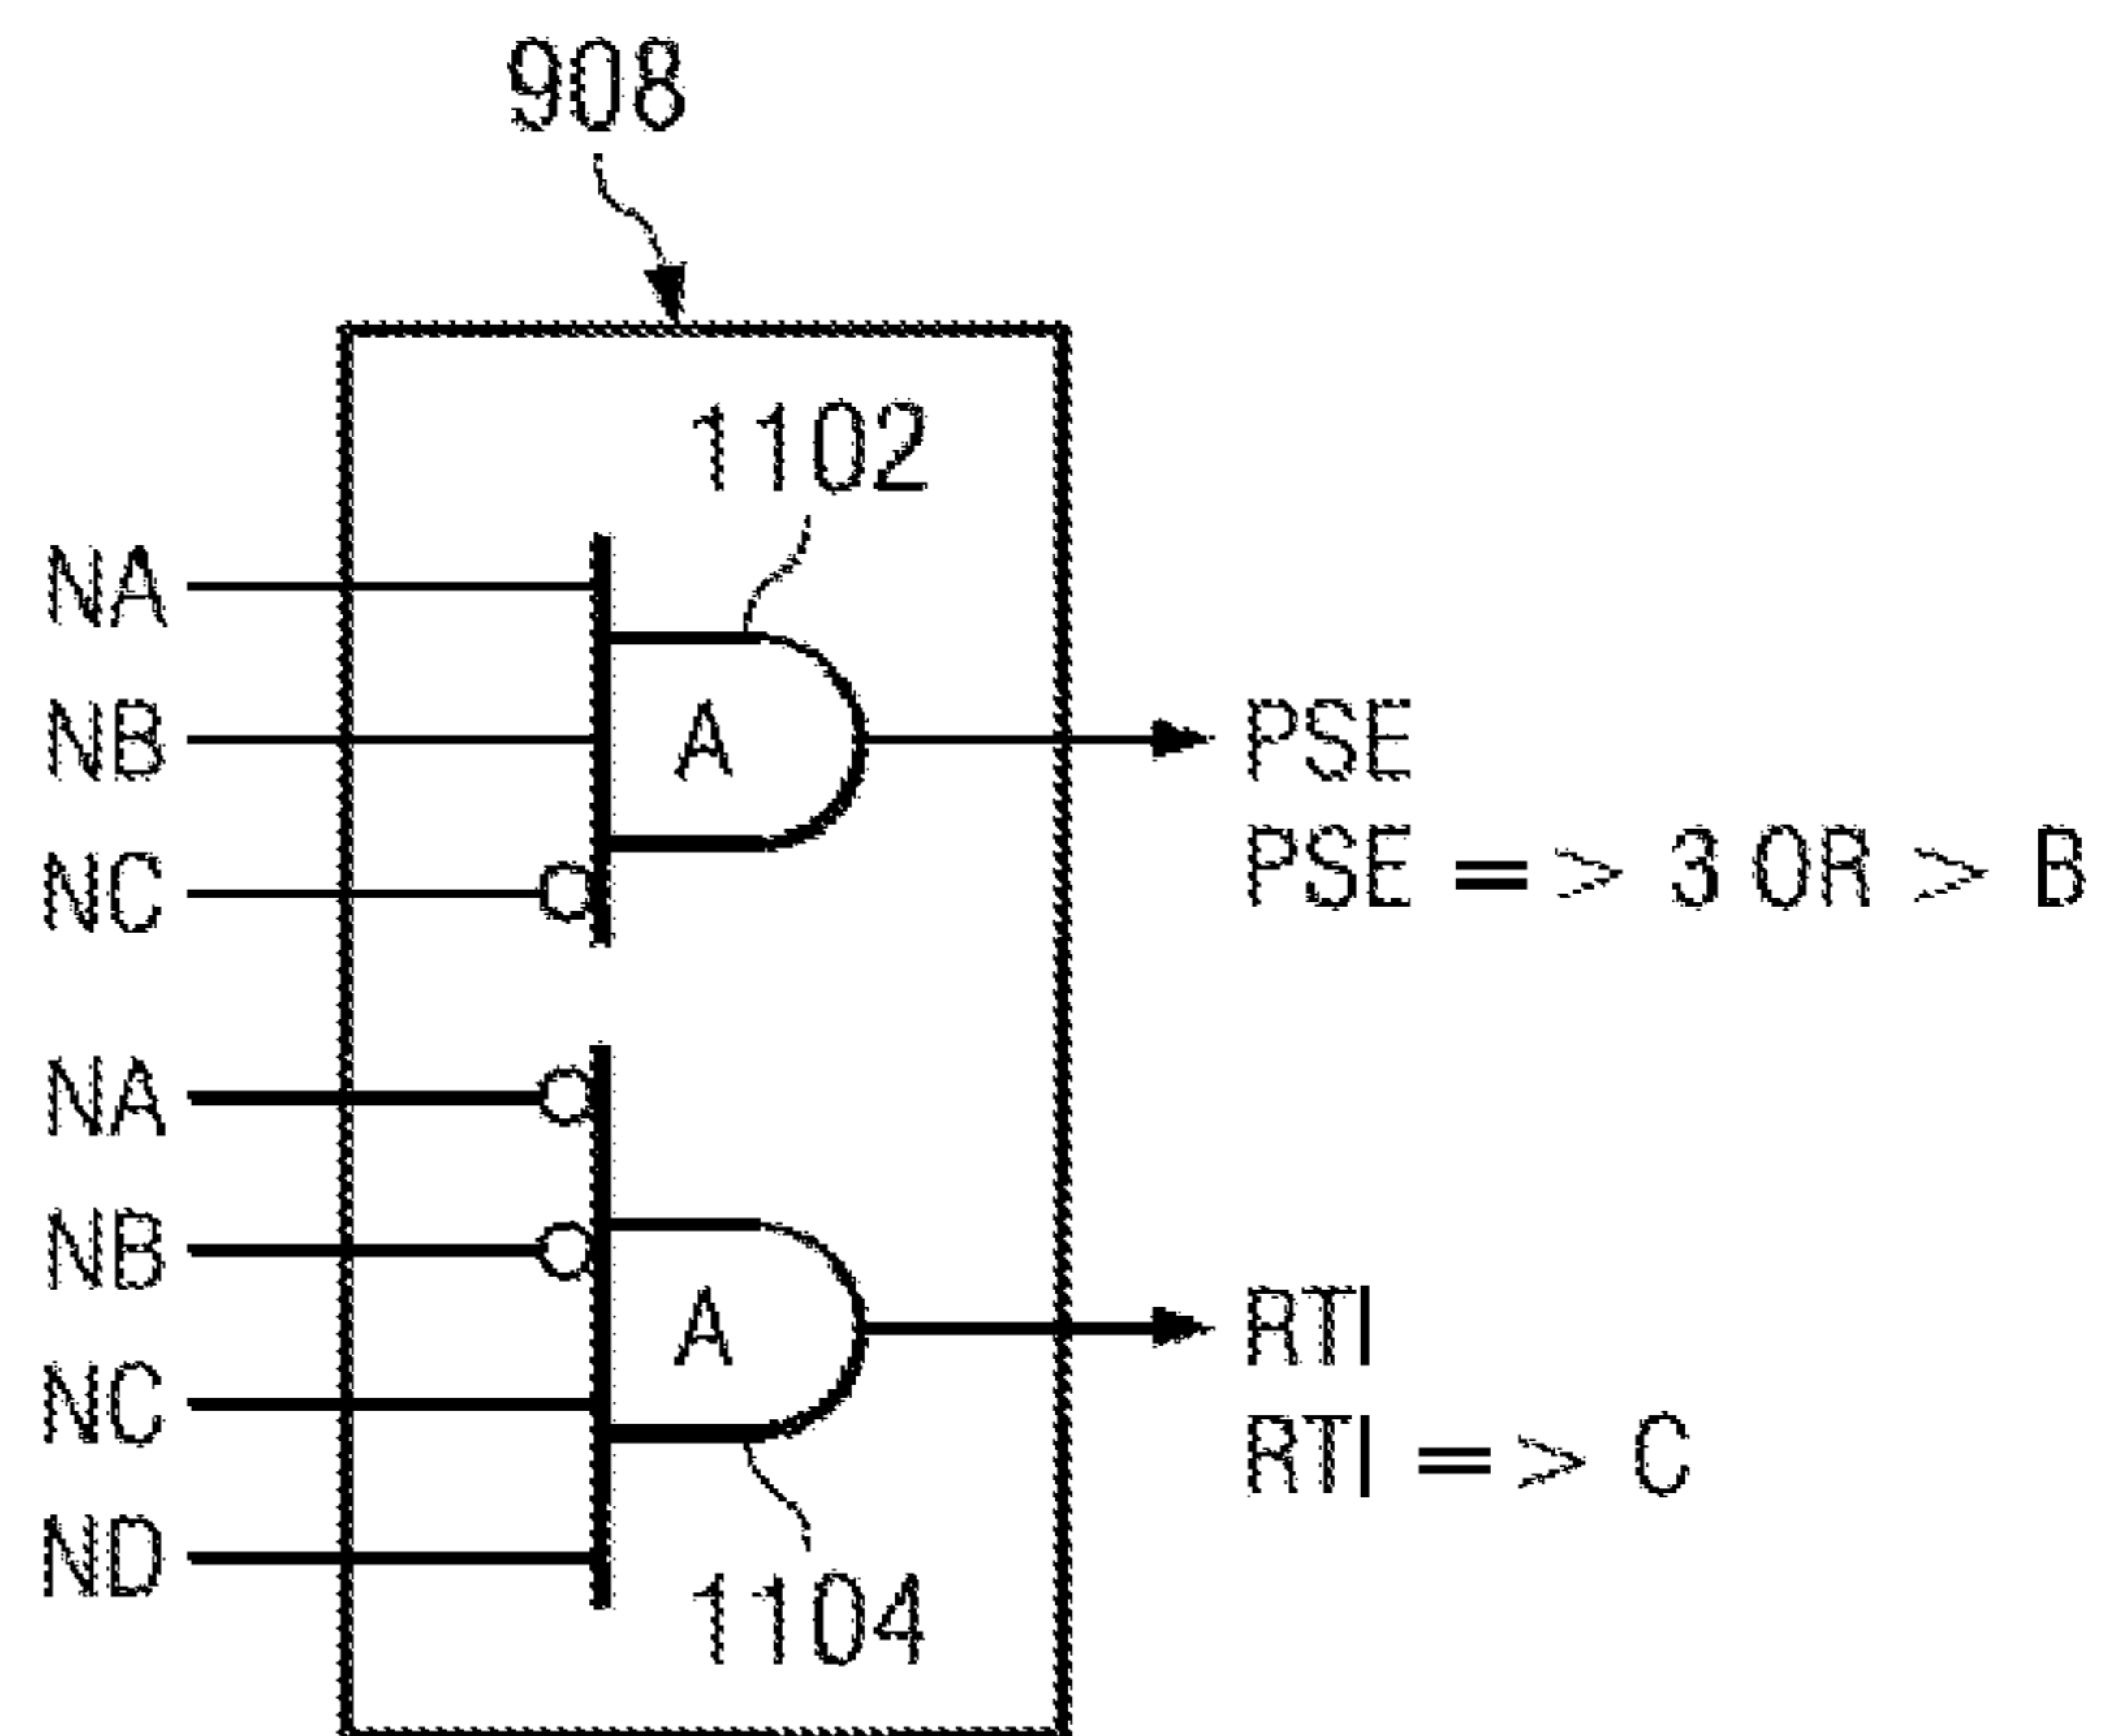 908
1102
NA
NB
A
PSE
PSE = > 3 OR > B
NC
NA
NB
A
RTI
NC
RTI = > C
ND
1104